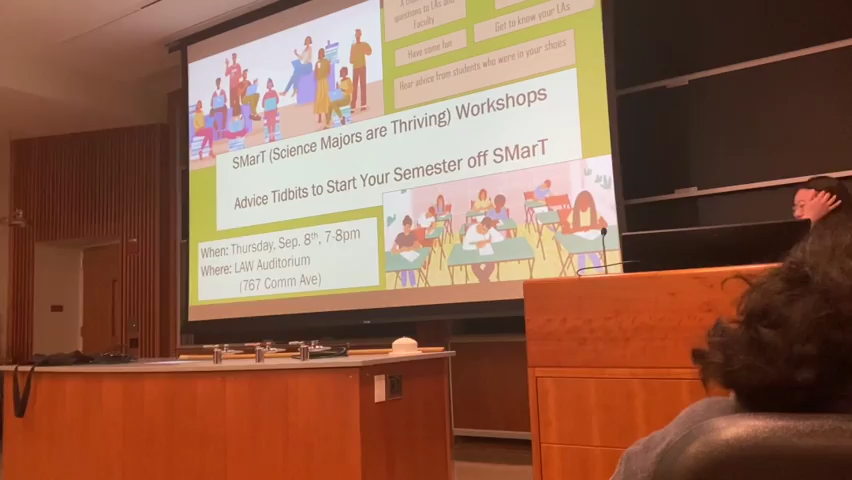 questions to LAs and
Faculty
Get to know your LAs
Have some fun
Hear advice from students who were in your shoes
SMarT (Science Majors are Thriving) Workshops
Advice Tidbits to Start Your Semester off SMarT
When: Thursday, Sep. 8th, 7-8pm
Where: LAW Auditorium
(767 Comm Ave)